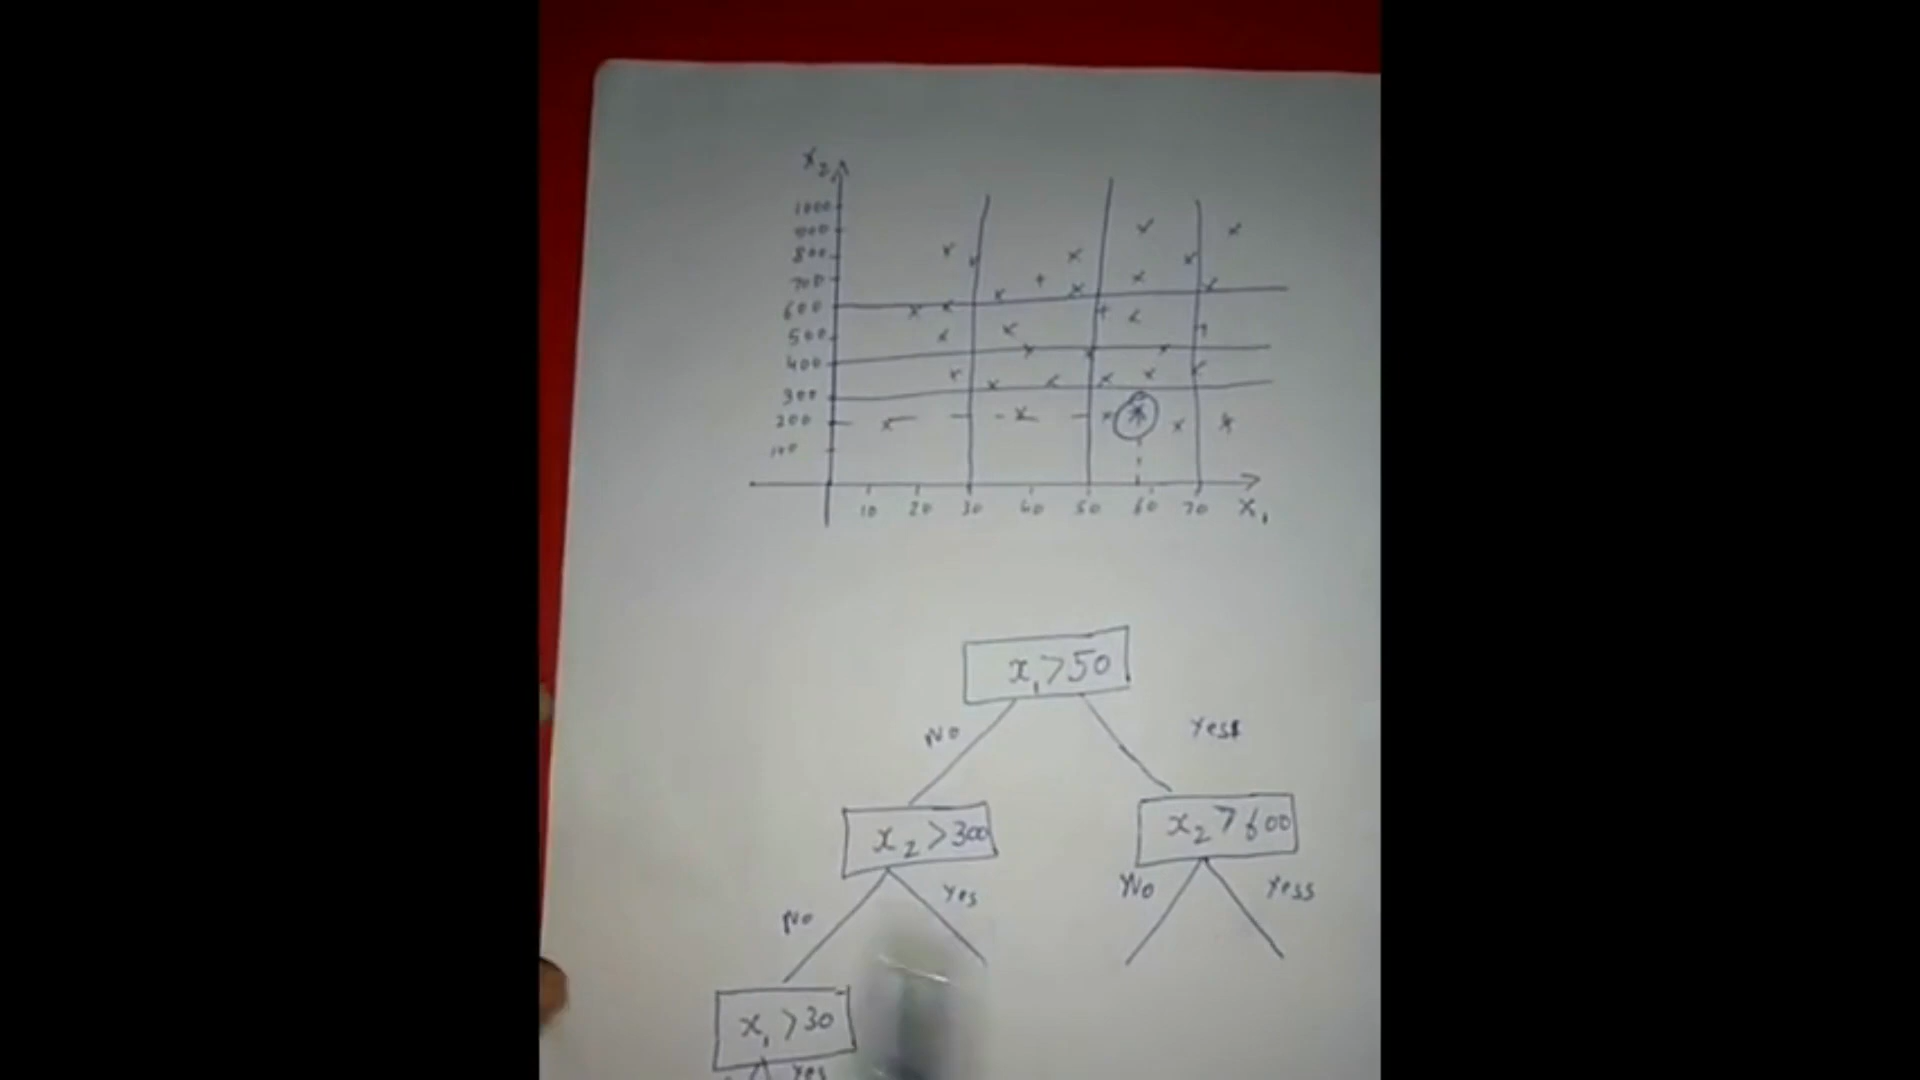 x₂
1000
900
800
700
600
500
400
300
200
100
10 20 30 40 50 60 70 x₁
x₁>50
No Yes
x₂>300 x₂>600
No Yes No Yess
x₁>30
Yes